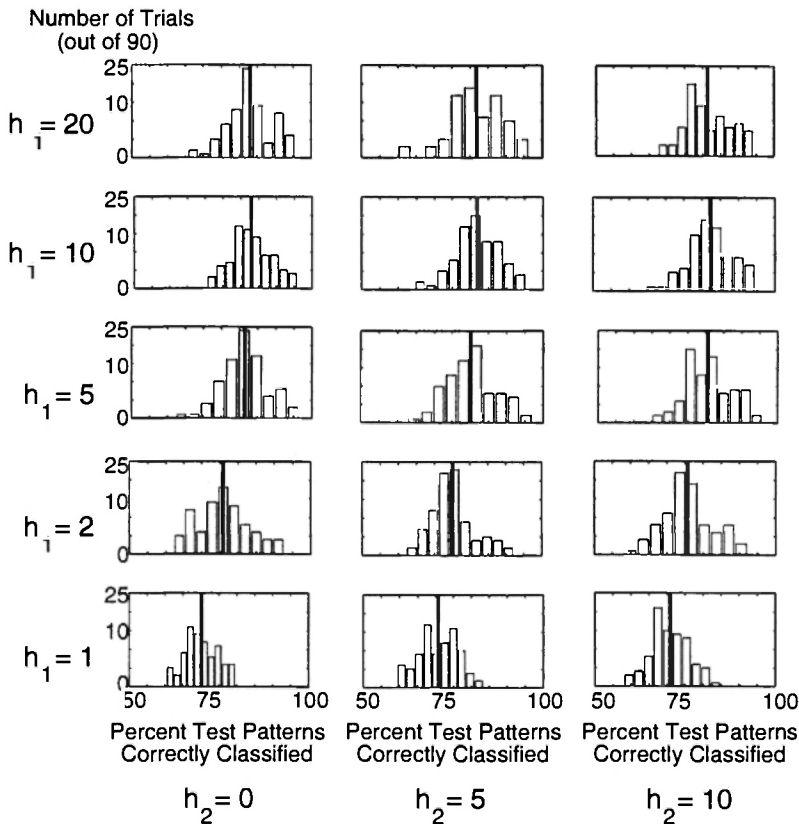 Number of Trials
(out of 90)
h1 = 20
25
10
0
h1 = 10
25
10
0
h1 = 5
25
10
0
h1 = 2
25
10
0
h1 = 1
25
10
0
50 75 100 50 75 100 50 75 100
Percent Test Patterns Percent Test Patterns Percent Test Patterns
Correctly Classified Correctly Classified Correctly Classified
h2 = 0 h2 = 5 h2 = 10